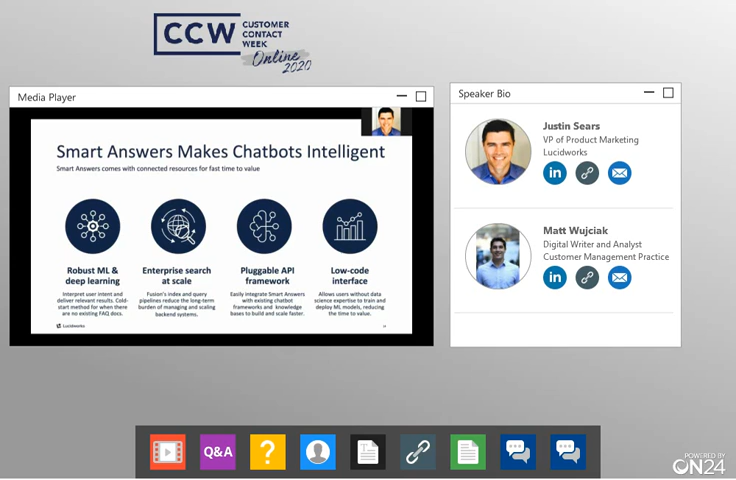 CCW CUSTOMER
CONTACT
WEEK
Online
2020
Media Player
Smart Answers Makes Chatbots Intelligent
Smart Answers comes with connected resources for fast time to value
Robust ML &
deep learning
Interpret user intent and
deliver relevant results. Cold-
start method for when there
are no existing FAQ docs.
Enterprise search
at scale
Fusion's index and query
pipelines reduce the long-term
burden of managing and scaling
backend systems.
Pluggable API
framework
Easily integrate Smart Answers
with existing chatbot
frameworks and knowledge
bases to build and scale faster.
Low-code
interface
Allows users without data
science expertise to train and
deploy ML models, reducing
the time to value.
Lucidworks
Speaker Bio
Justin Sears
VP of Product Marketing
Lucidworks
in
Matt Wujciak
Digital Writer and Analyst
Customer Management Practice
in
Q&A
?
POWERED BY
ON24